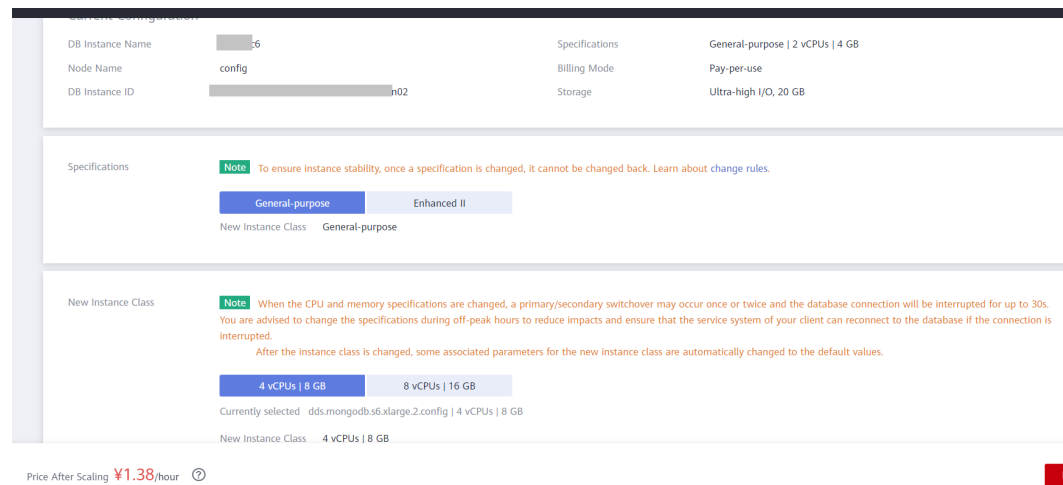 Current Configuration
DB Instance Name c6 Specifications General-purpose | 2 vCPUs | 4 GB
Node Name config Billing Mode Pay-per-use
DB Instance ID n02 Storage Ultra-high I/O, 20 GB
Specifications Note To ensure instance stability, once a specification is changed, it cannot be changed back. Learn about change rules.
General-purpose Enhanced II
New Instance Class General-purpose
New Instance Class Note When the CPU and memory specifications are changed, a primary/secondary switchover may occur once or twice and the database connection will be interrupted for up to 30s.
You are advised to change the specifications during off-peak hours to reduce impacts and ensure that the service system of your client can reconnect to the database if the connection is
interrupted.
After the instance class is changed, some associated parameters for the new instance class are automatically changed to the default values.
4 vCPUs | 8 GB 8 vCPUs | 16 GB
Currently selected dds.mongodb.s6.xlarge.2.config | 4 vCPUs | 8 GB
New Instance Class 4 vCPUs | 8 GB
Price After Scaling ¥1.38/hour ?